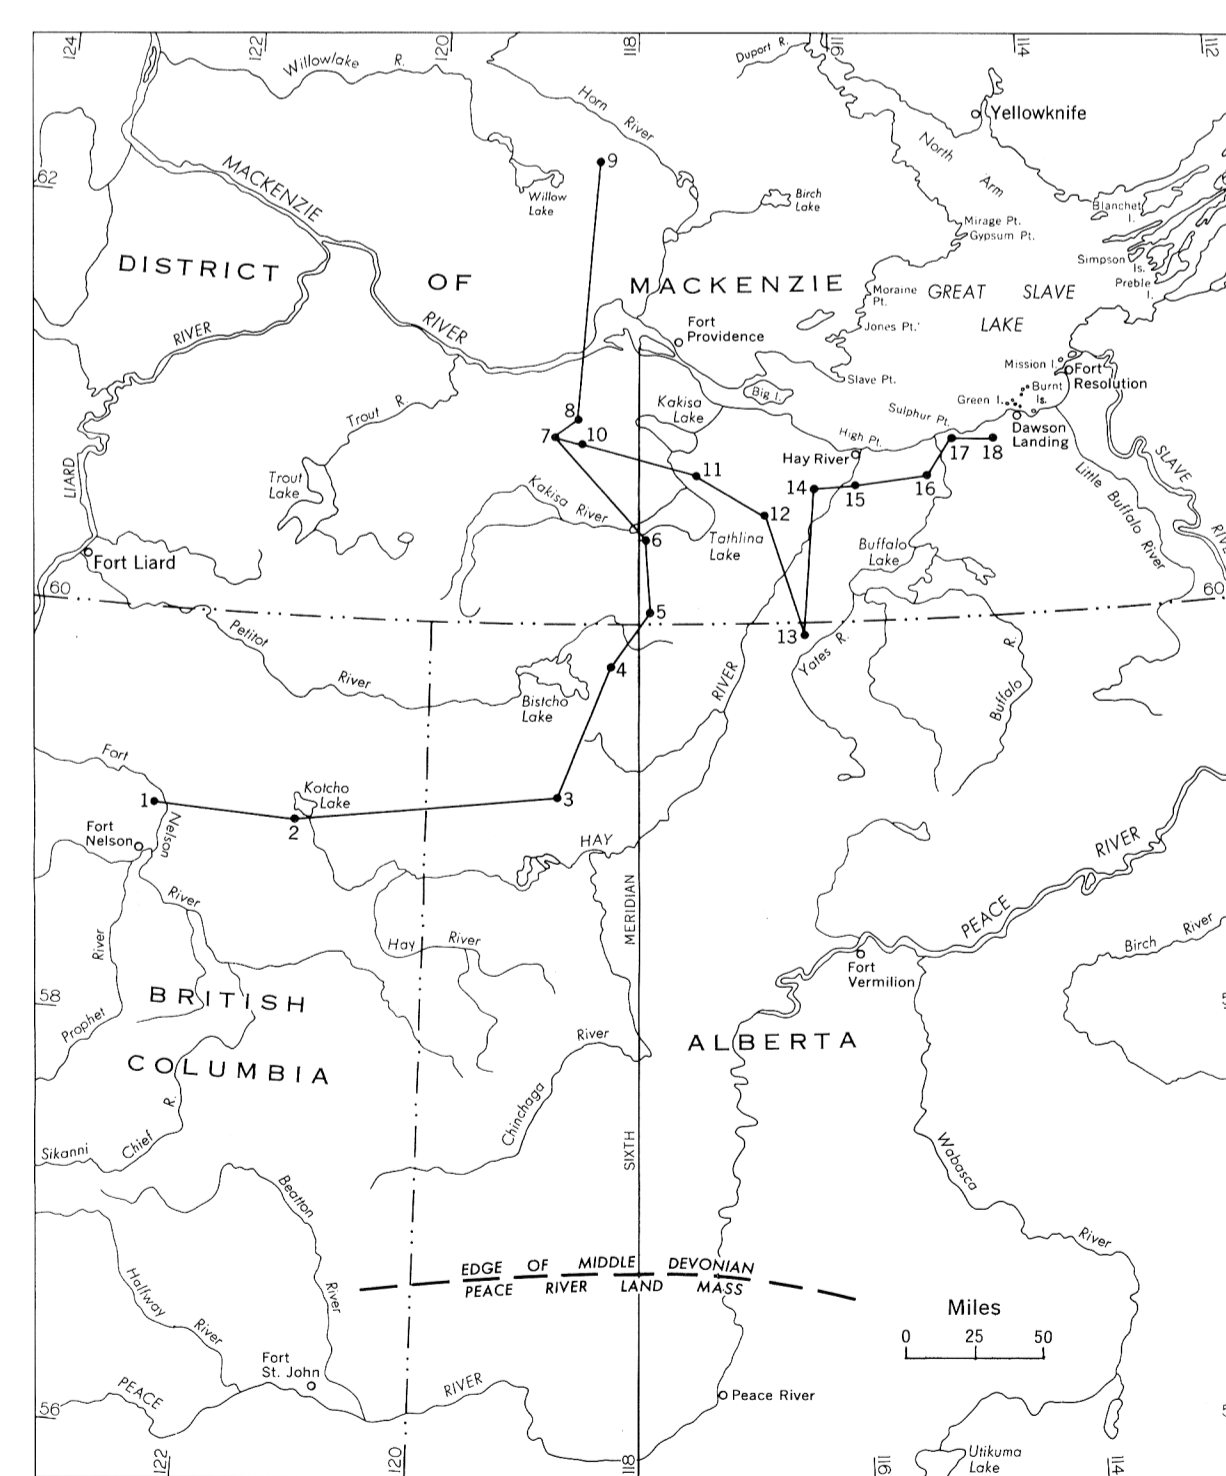 124
122
120
118
116
114
112
Willowlake R.
Duport R.
Horn River
Yellowknife
North Arm
62
MACKENZIE
9
Willow
Lake
Birch
Lake
Blanchet
I.
Mirage Pt.
Gypsum Pt.
Simpson
Is.
Preble
I.
DISTRICT OF MACKENZIE
Moraine
Pt.
GREAT SLAVE
LAKE
RIVER
RIVER
Fort
Providence
Jones Pt.
Mission I.
Fort
Resolution
Slave Pt.
Burnt
Is.
Big I.
Green I.
Trout R.
Kakisa
Lake
Sulphur Pt.
Dawson
Landing
8
7
10
High Pt.
17
18
Hay River
LIARD
Trout
Lake
11
14
15
16
SLAVE
Little Buffalo River
Kakisa River
12
Tathlina
Lake
6
Buffalo
Lake
Fort Liard
60
60
5
13
Petitot
River
Yates R.
R.
4
Bistcho
Lake
RIVER
Buffalo
Fort
Kotcho
Lake
1
3
2
Fort
Nelson
Nelson
HAY
RIVER
River
MERIDIAN
PEACE
River
Hay River
Birch River
Fort
Vermilion
58
BRITISH
Prophet
ALBERTA
River
COLUMBIA
R.
Chinchaga
Sikanni Chief
SIXTH
Wabasca
Beatton
River
EDGE OF MIDDLE DEVONIAN
PEACE RIVER LAND MASS
Halfway
River
River
Miles
0 25 50
Fort
St. John
PEACE
RIVER
Peace River
56
Utikuma
Lake
122
120
118
116
114